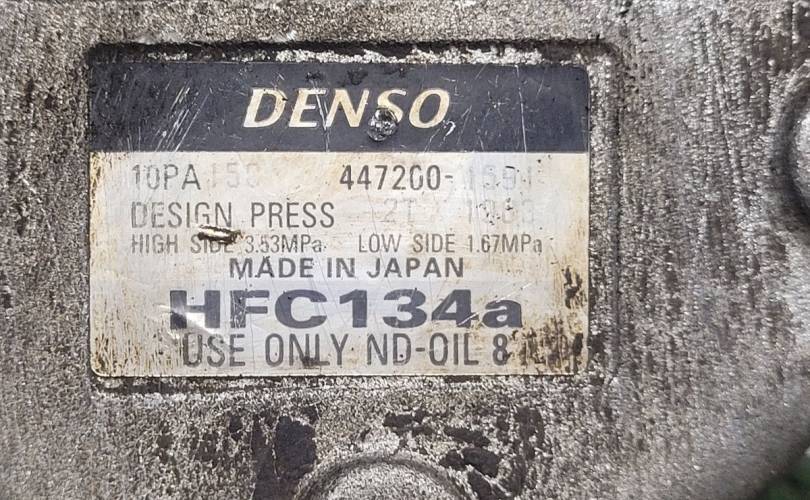 DENSO
10PA 447200-
DESIGN PRESS
HIGH SIDE 3.53MPa LOW SIDE 1.67MPa
MADE IN JAPAN
HFC134a
USE ONLY ND-OIL 8